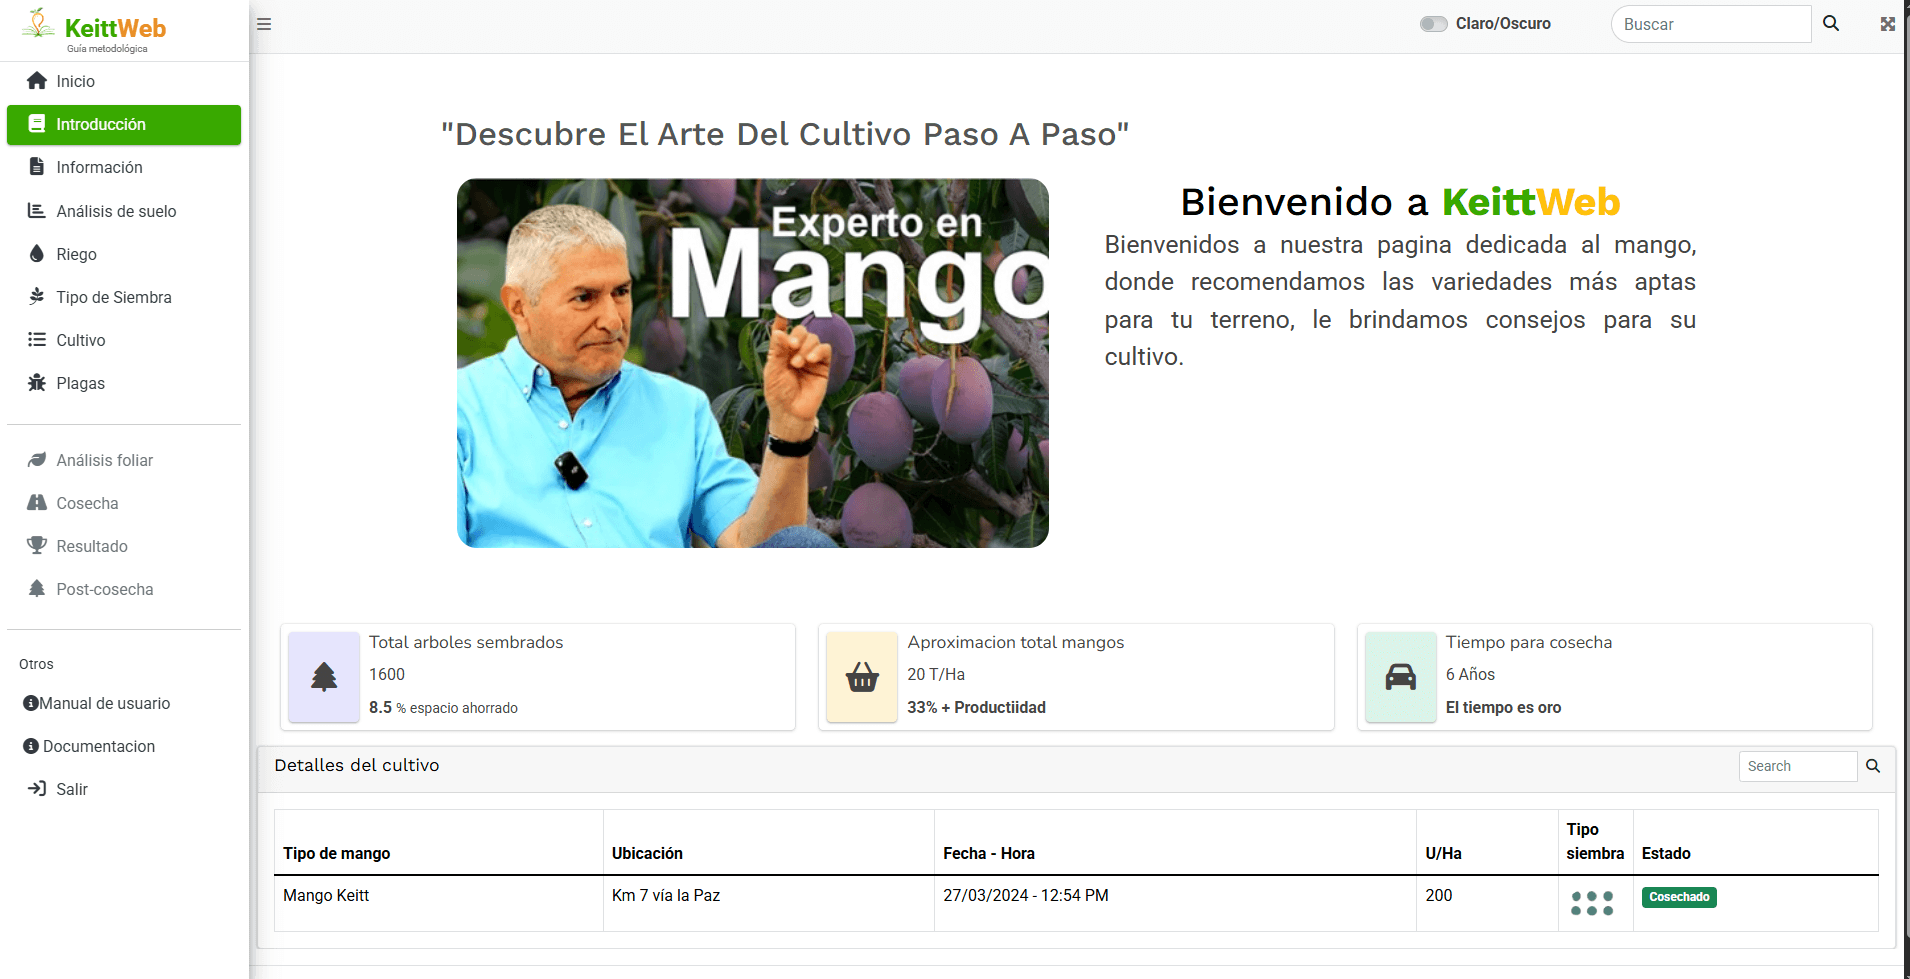 KeittWeb
Guía metodológica
Claro/Oscuro
Buscar
Inicio
Introducción
Información
Análisis de suelo
Riego
Tipo de Siembra
Cultivo
Plagas
Análisis foliar
Cosecha
Resultado
Post-cosecha
Otros
Manual de usuario
Documentacion
Salir
"Descubre El Arte Del Cultivo Paso A Paso"
Experto en
Mango
Bienvenido a KeittWeb
Bienvenidos a nuestra pagina dedicada al mango,
donde recomendamos las variedades más aptas
para tu terreno, le brindamos consejos para su
cultivo.
Total arboles sembrados
1600
8.5 % espacio ahorrado
Aproximacion total mangos
20 T/Ha
33% + Productiidad
Tiempo para cosecha
6 Años
El tiempo es oro
Detalles del cultivo
Search
Tipo de mango
Ubicación
Fecha - Hora
U/Ha
Tipo
siembra
Estado
Mango Keitt
Km 7 vía la Paz
27/03/2024 - 12:54 PM
200
Cosechado